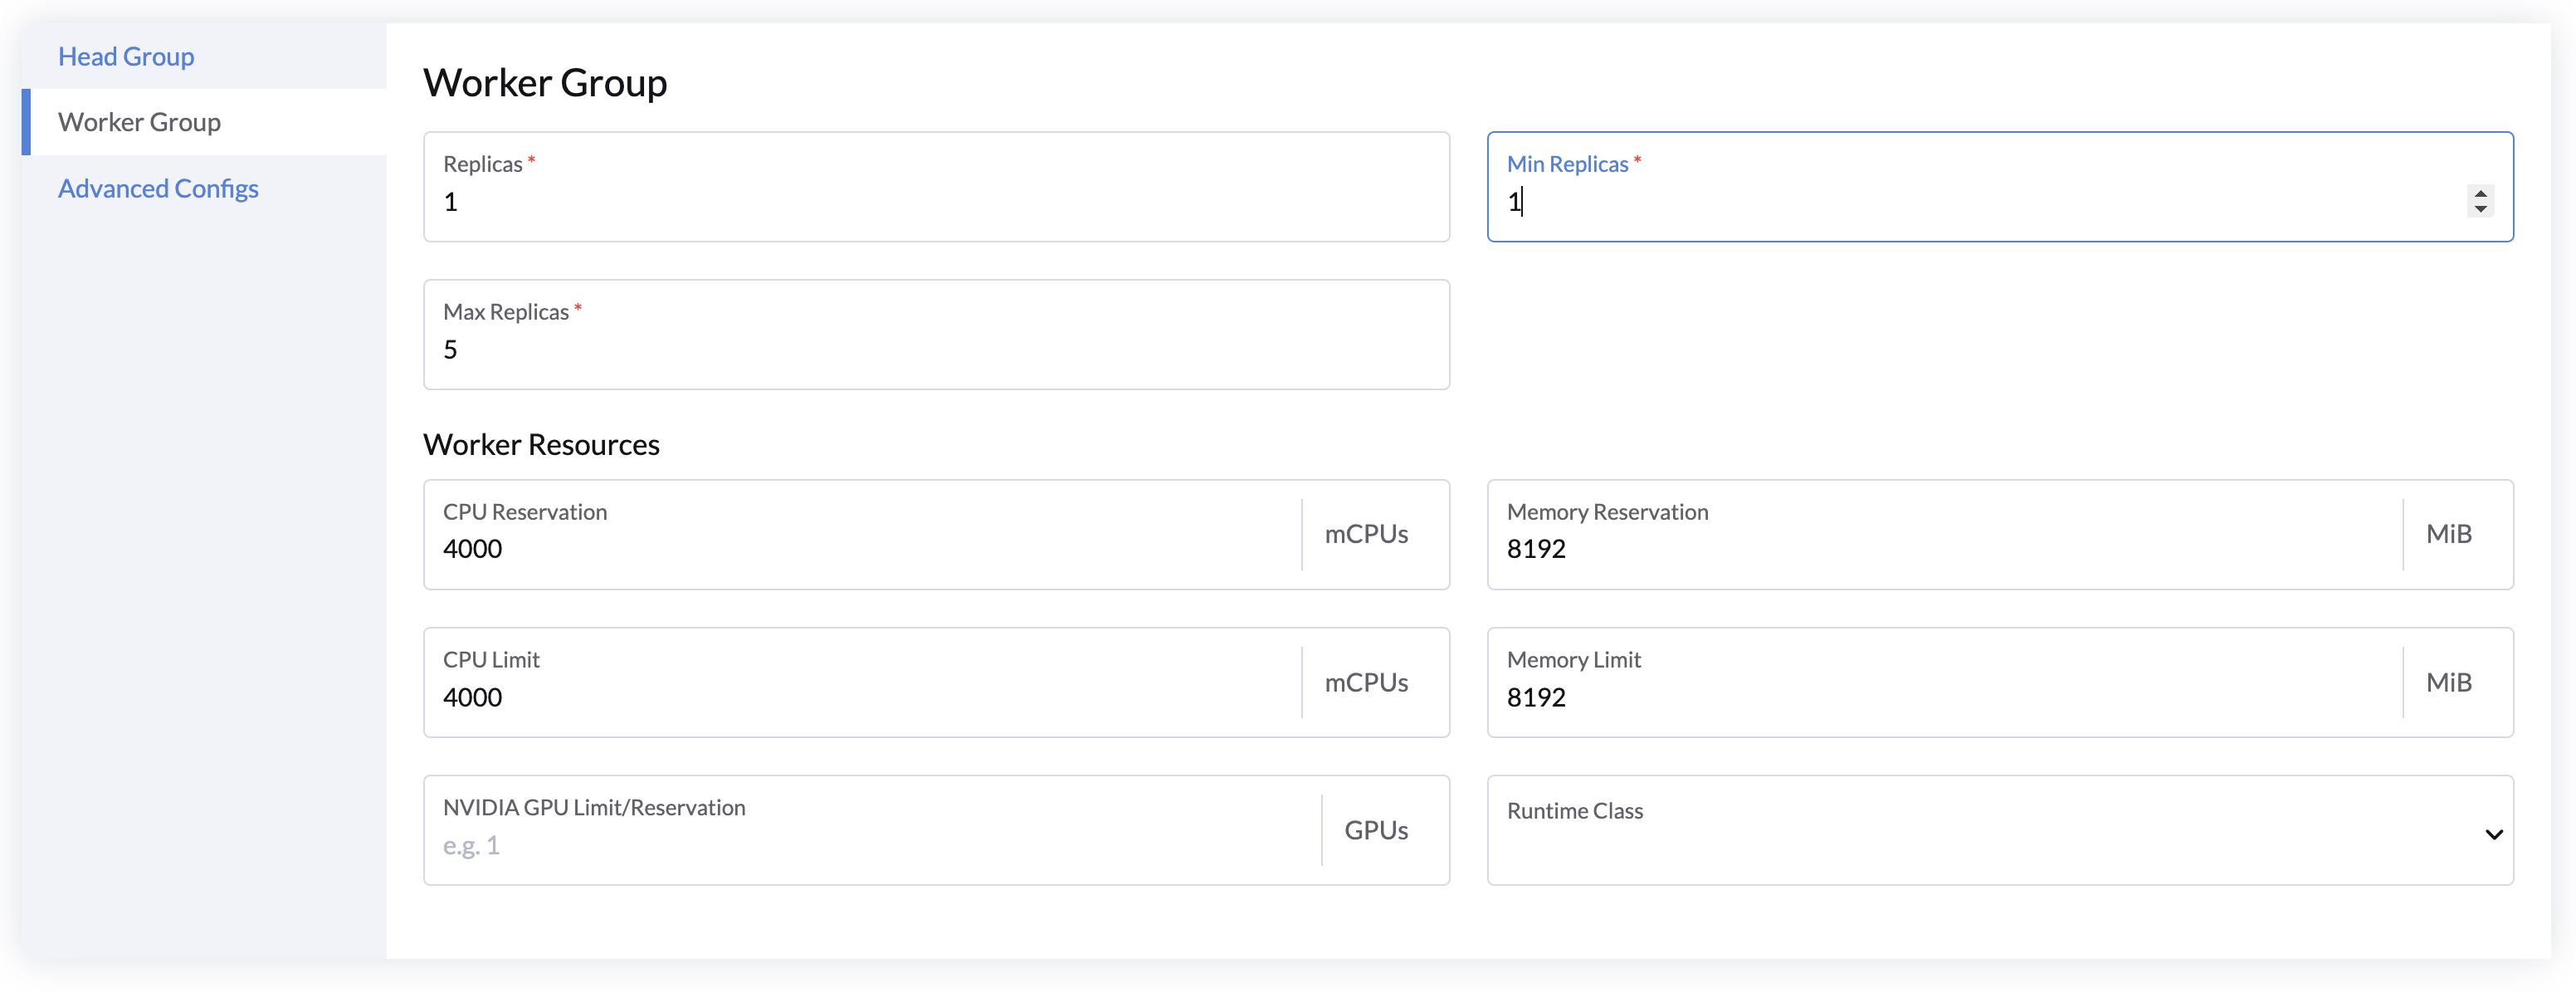 Head Group
Worker Group
Advanced Configs
Worker Group
Replicas *
1
Min Replicas *
1
Max Replicas *
5
Worker Resources
CPU Reservation
4000
mCPUs
Memory Reservation
8192
MiB
CPU Limit
4000
mCPUs
Memory Limit
8192
MiB
NVIDIA GPU Limit/Reservation
e.g. 1
GPUs
Runtime Class